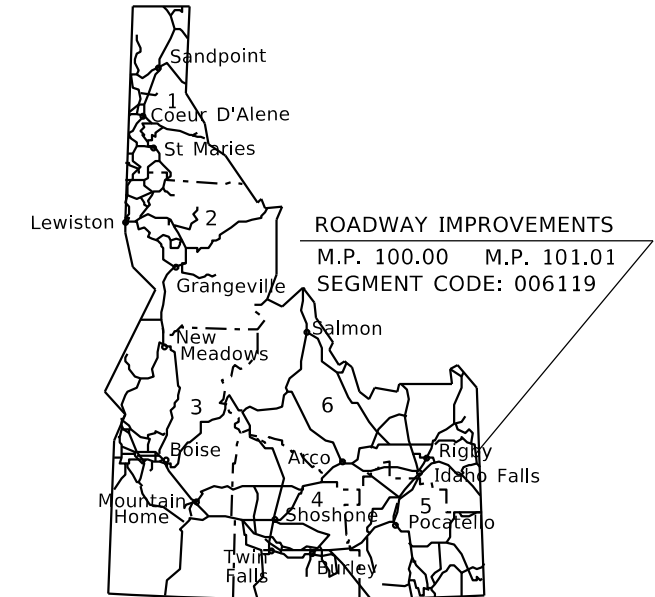 Sandpoint
1
Coeur D'Alene
St Maries
2
Lewiston
ROADWAY IMPROVEMENTS
M.P. 100.00 M.P. 101.01
SEGMENT CODE: 006119
Grangeville
Salmon
New
Meadows
3
6
Boise
Arco
Rigby
Idaho Falls
Mountain
Home
4
5
Shoshone
Pocatello
Twin
Falls
Burley